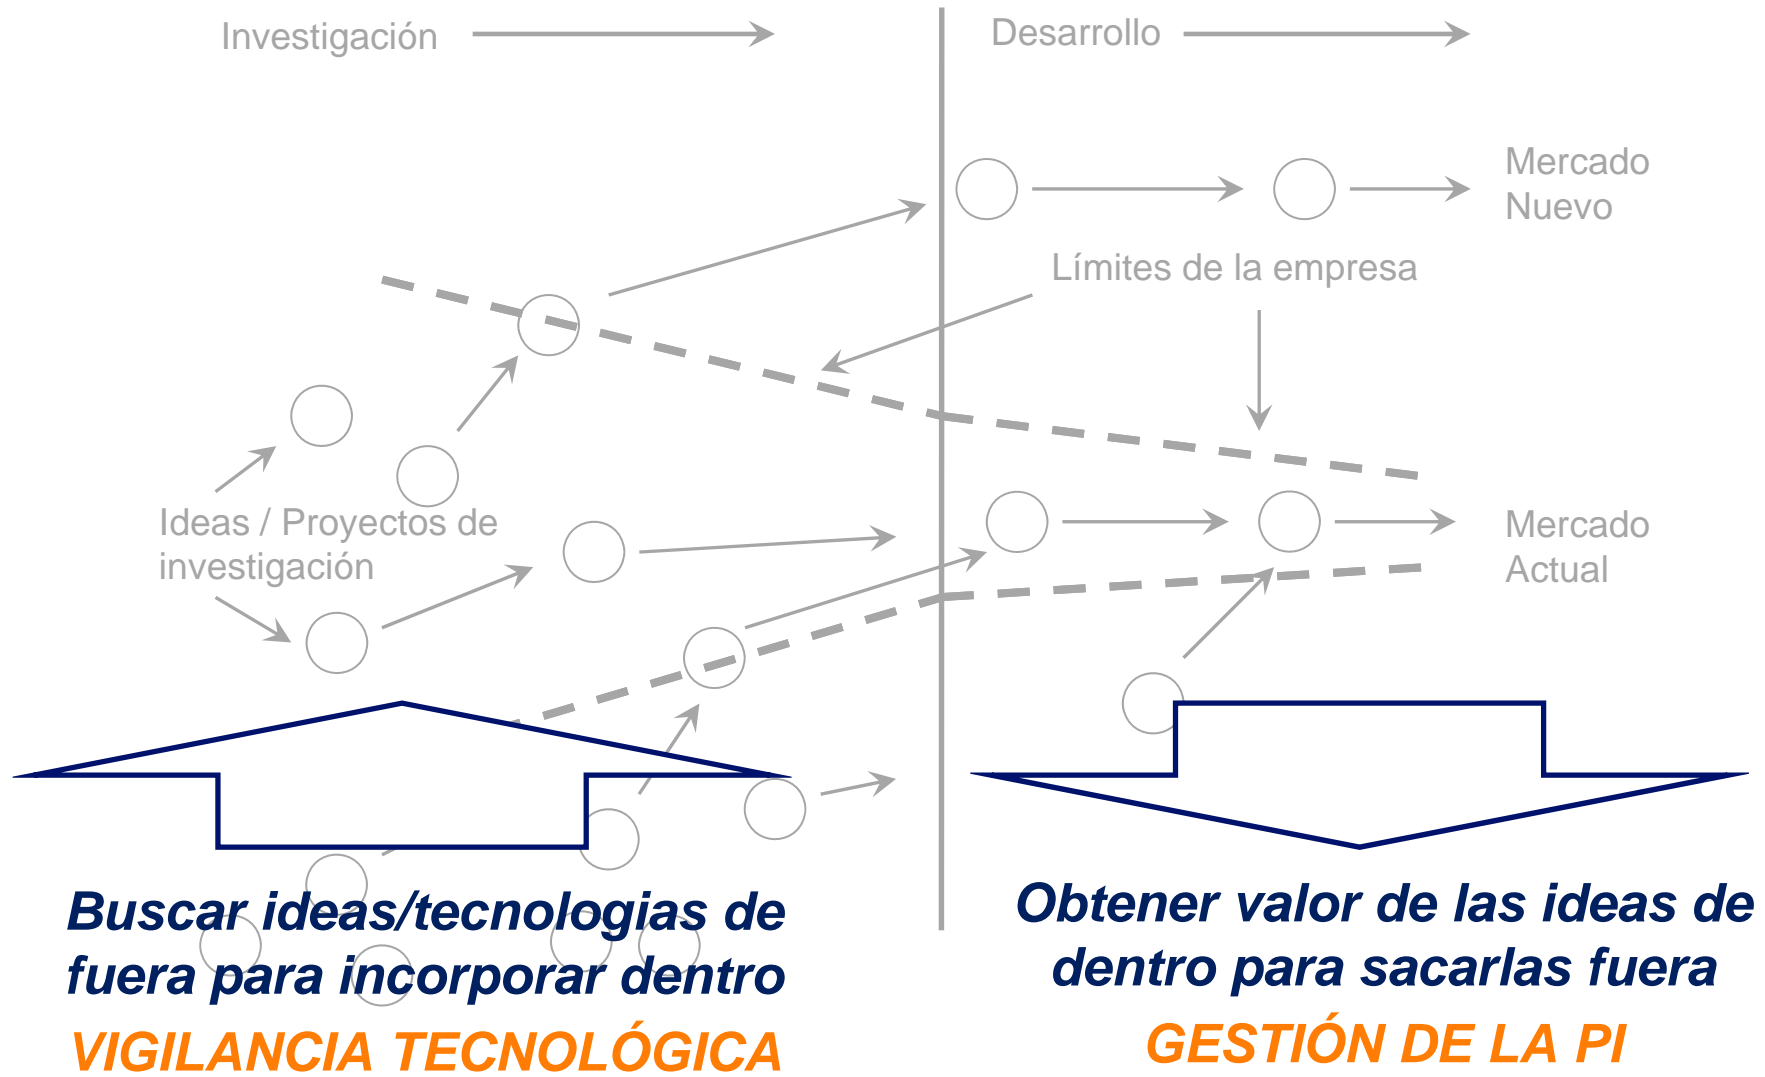 Investigación
Desarrollo
Mercado
Nuevo
Límites de la empresa
Ideas / Proyectos de
investigación
Mercado
Actual
Buscar ideas/tecnologias de
fuera para incorporar dentro
VIGILANCIA TECNOLÓGICA
Obtener valor de las ideas de
dentro para sacarlas fuera
GESTIÓN DE LA PI